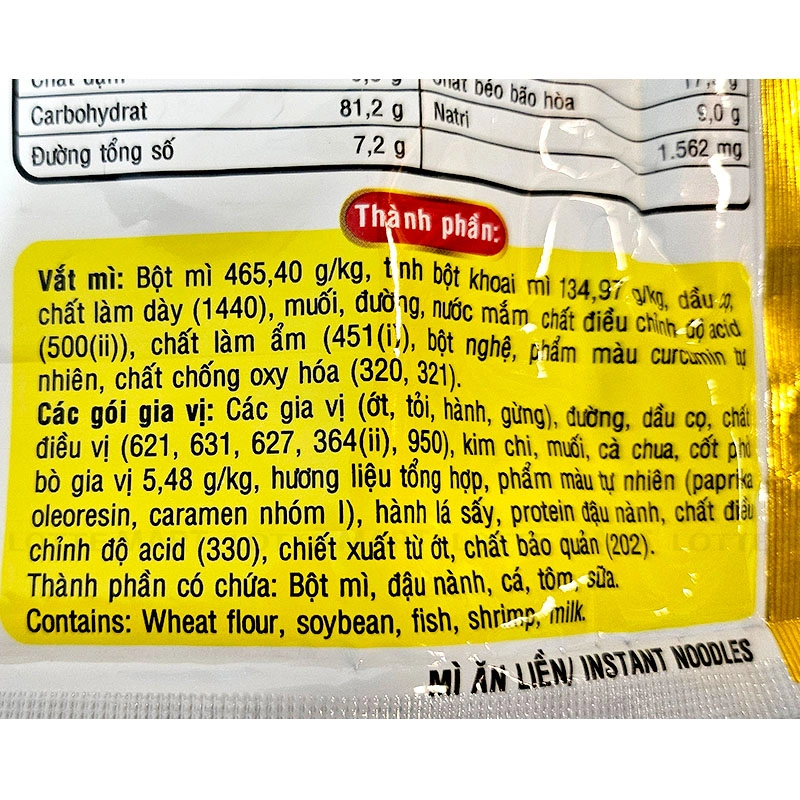 Carbohydrat 81,2 g
Đường tổng số 7,2 g
Chất béo bão hòa 9,0 g
Natri 1.562 mg
Thành phần:
Vắt mì: Bột mì 465,40 g/kg, tinh bột khoai mì 134,97 g/kg, dầu cọ,
chất làm dày (1440), muối, đường, nước mắm, chất điều chỉnh độ acid
(500(ii)), chất làm ẩm (451(i)), bột nghệ, phẩm màu curcumin tự
nhiên, chất chống oxy hóa (320, 321).
Các gói gia vị: Các gia vị (ớt, tỏi, hành, gừng), đường, dầu cọ, chất
điều vị (621, 631, 627, 364(ii), 950), kim chi, muối, cà chua, cốt phở
bò gia vị 5,48 g/kg, hương liệu tổng hợp, phẩm màu tự nhiên (paprika
oleoresin, caramen nhóm I), hành lá sấy, protein đậu nành, chất điều
chỉnh độ acid (330), chiết xuất từ ớt, chất bảo quản (202).
Thành phần có chứa: Bột mì, đậu nành, cá, tôm, sữa.
Contains: Wheat flour, soybean, fish, shrimp, milk.
MÌ ĂN LIỀN/ INSTANT NOODLES